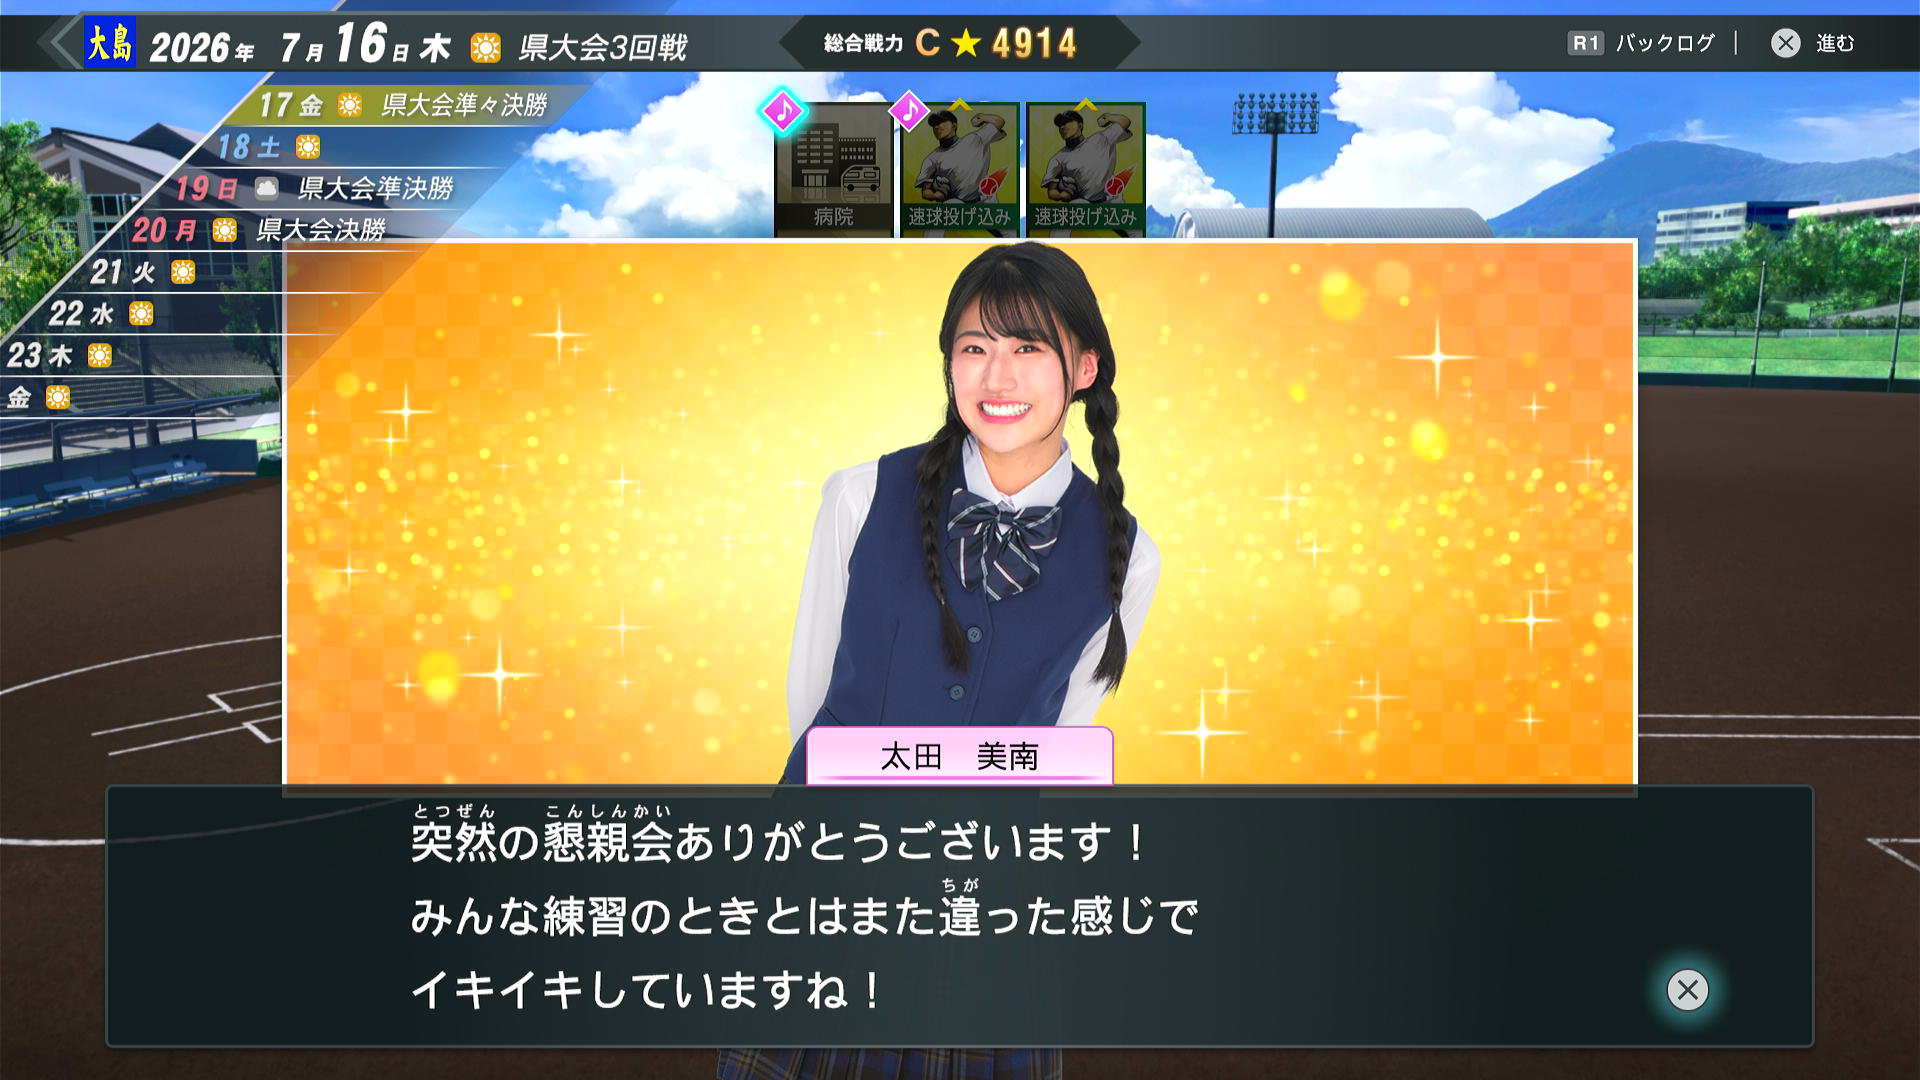 大島 2026年 7月16日 木 県大会3回戦
総合戦力 C ★ 4914
R1 バックログ | 進む
17 金 県大会準々決勝
18 土
19 日 県大会準決勝
20 月 県大会決勝
21 火
22 水
23 木
金
病院
速球投げ込み
速球投げ込み
太田 美南
とつぜん こんしんかい
突然の懇親会ありがとうございます！
ちが
みんな練習のときとはまた違った感じで
イキイキしていますね！